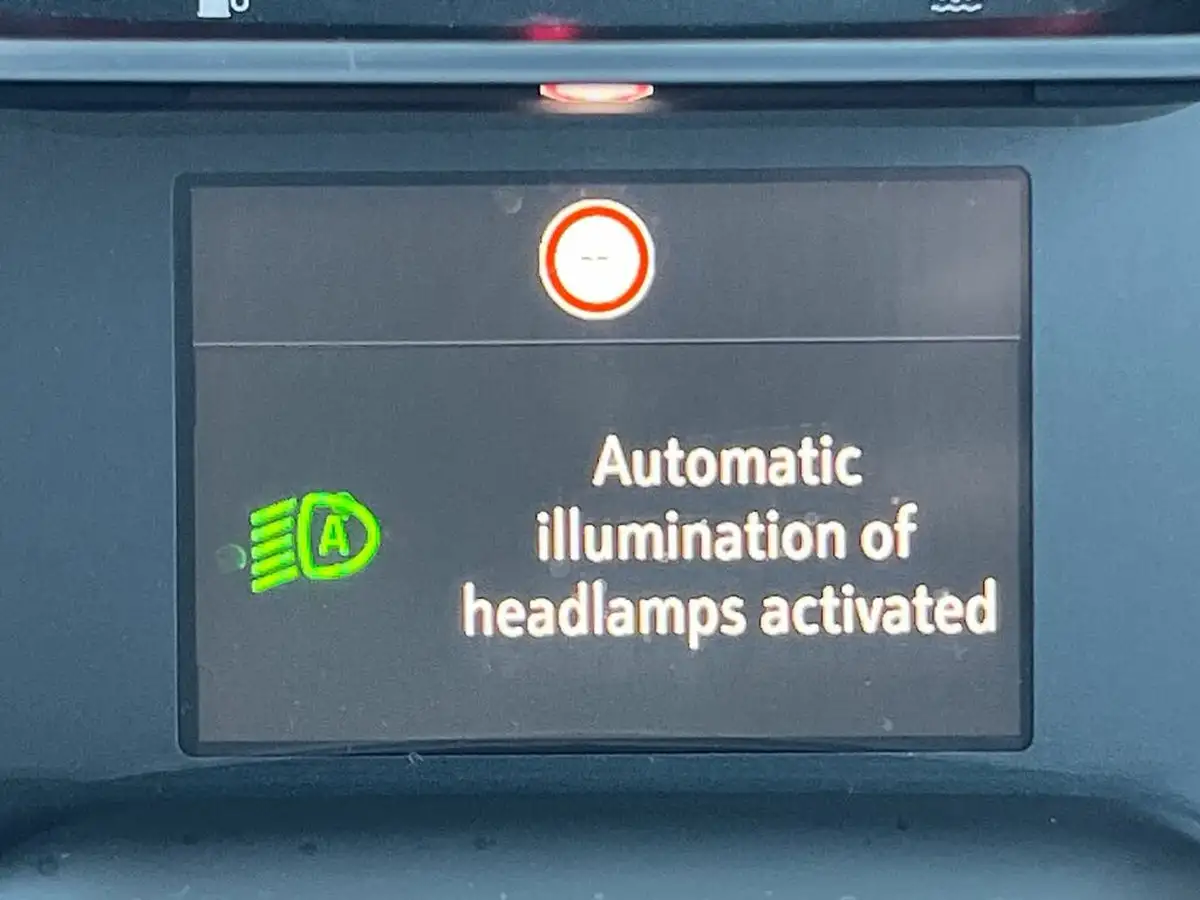 --
Automatic
illumination of
headlamps activated
A